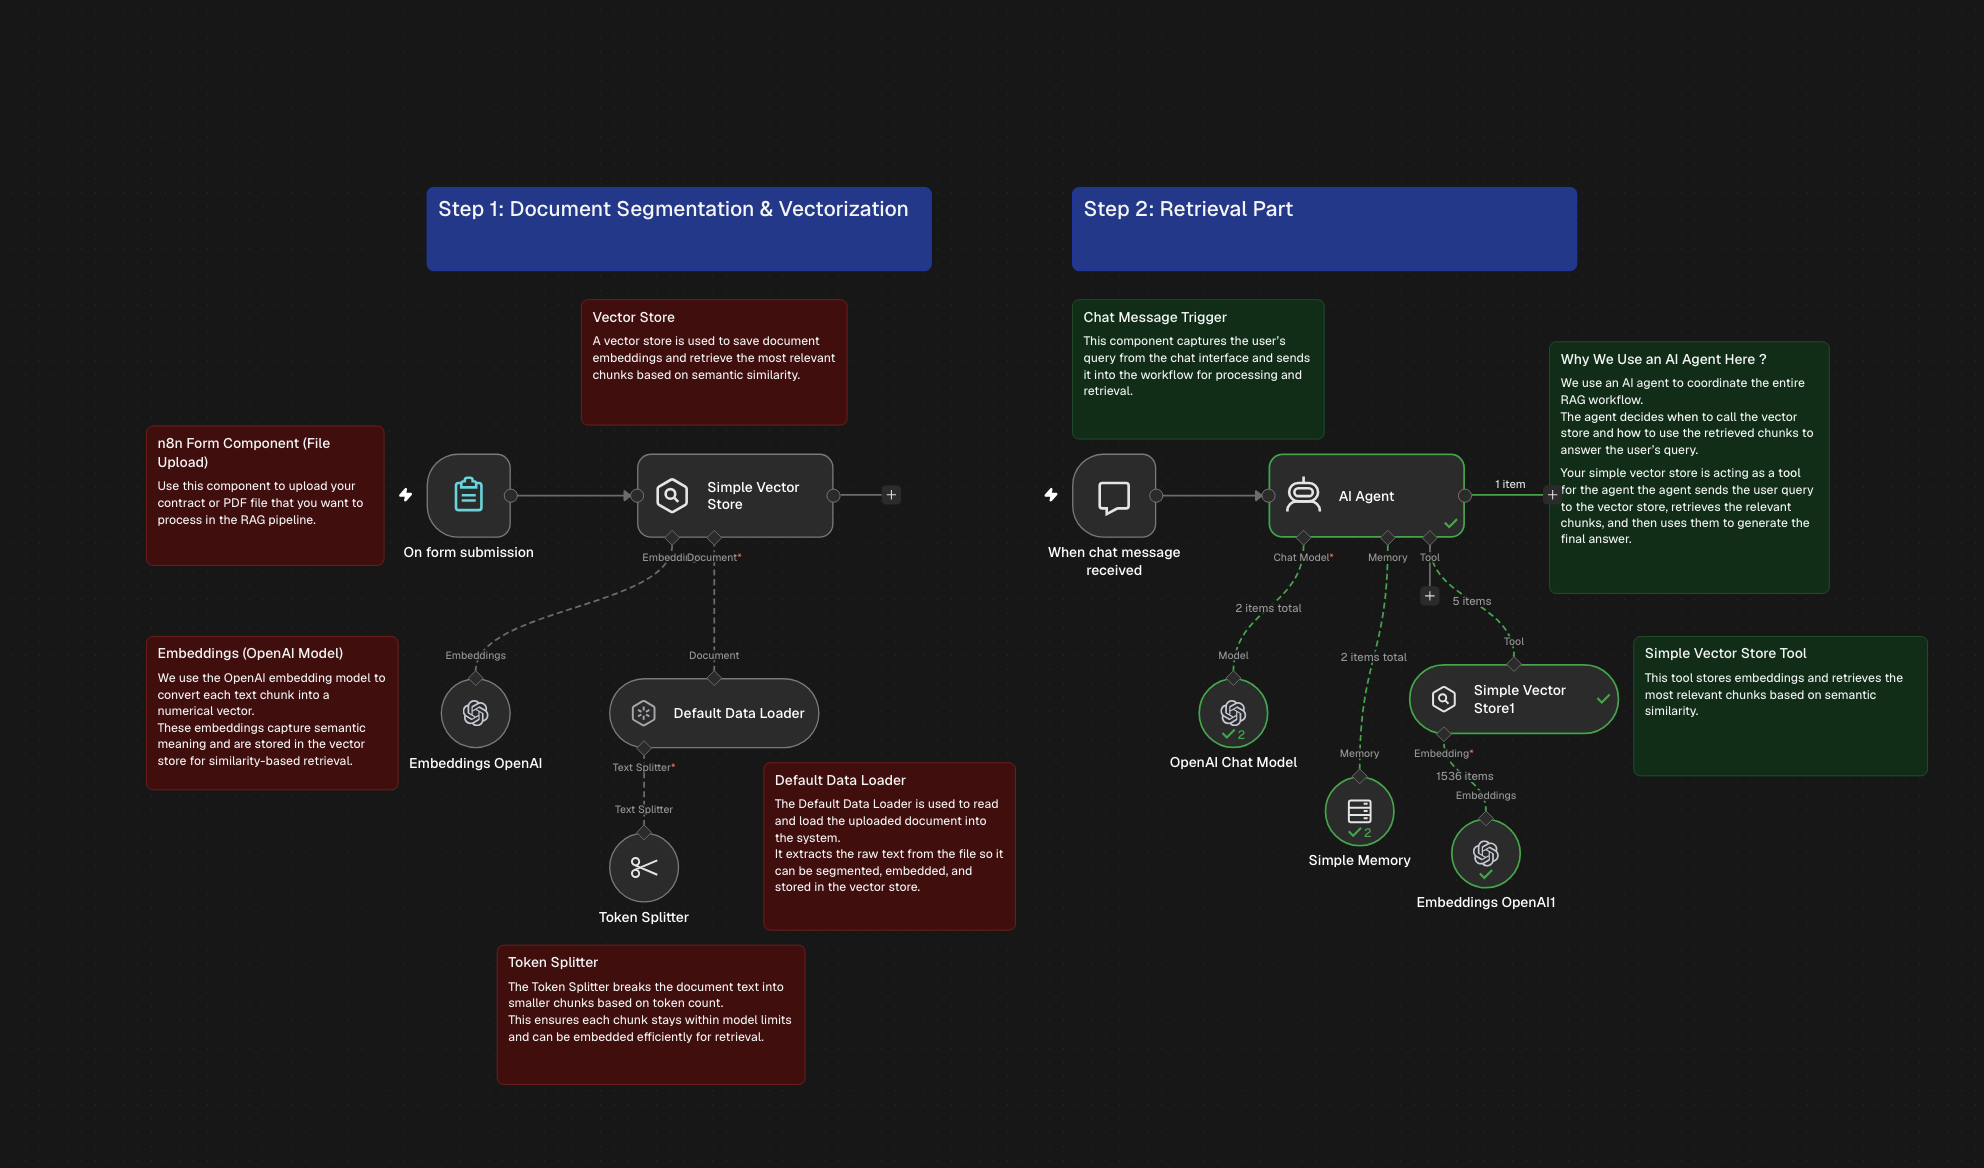 Step 1: Document Segmentation & Vectorization
Vector Store
A vector store is used to save document
embeddings and retrieve the most relevant
chunks based on semantic similarity.
n8n Form Component (File
Upload)
Use this component to upload your
contract or PDF file that you want to
process in the RAG pipeline.
On form submission
Simple Vector
Store
Document*
Embeddings (OpenAI Model)
We use the OpenAI embedding model to
convert each text chunk into a
numerical vector.
These embeddings capture semantic
meaning and are stored in the vector
store for similarity-based retrieval.
Embeddings
Embeddings OpenAI
Document
Default Data Loader
Text Splitter*
Text Splitter
Token Splitter
Default Data Loader
The Default Data Loader is used to read
and load the uploaded document into
the system.
It extracts the raw text from the file so it
can be segmented, embedded, and
stored in the vector store.
Token Splitter
The Token Splitter breaks the document text into
smaller chunks based on token count.
This ensures each chunk stays within model limits
and can be embedded efficiently for retrieval.
Step 2: Retrieval Part
Chat Message Trigger
This component captures the user's
query from the chat interface and sends
it into the workflow for processing and
retrieval.
When chat message
received
AI Agent
1 item
Chat Model*
Memory
Tool
Why We Use an AI Agent Here ?
We use an AI agent to coordinate the entire
RAG workflow.
The agent decides when to call the vector
store and how to use the retrieved chunks to
answer the user's query.
Your simple vector store is acting as a tool
for the agent the agent sends the user query
to the vector store, retrieves the relevant
chunks, and then uses them to generate the
final answer.
2 items total
5 items
2 items total
Model
2
OpenAI Chat Model
Memory
2
Simple Memory
Tool
Simple Vector
Store1
Embedding*
1536 items
Embeddings
Embeddings OpenAI1
Simple Vector Store Tool
This tool stores embeddings and retrieves the
most relevant chunks based on semantic
similarity.